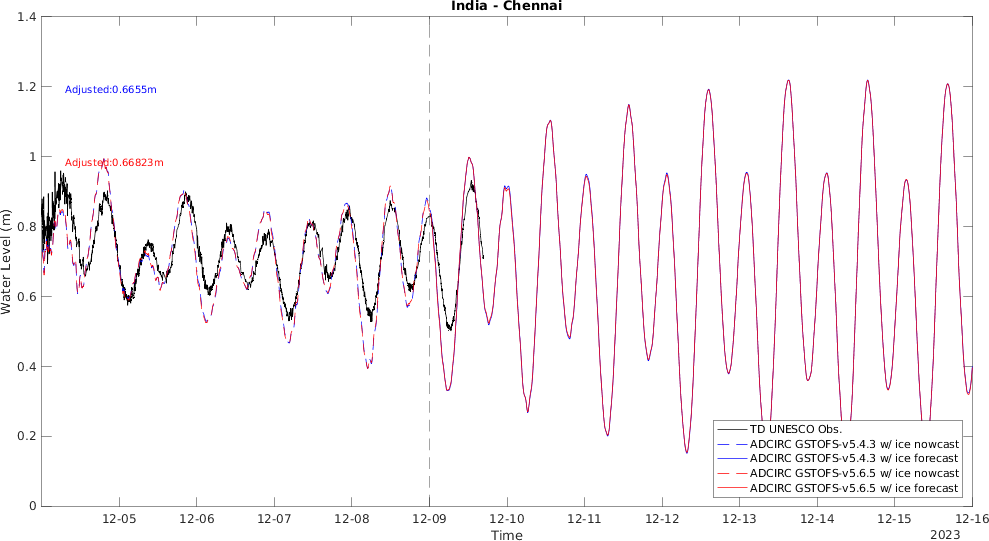 India - Chennai
1.4
1.2
1
0.8
0.6
0.4
0.2
0
Water Level (m)
Adjusted:0.6655m
Adjusted:0.66823m
TD UNESCO Obs.
ADCIRC GSTOFS-v5.4.3 w/ ice nowcast
ADCIRC GSTOFS-v5.4.3 w/ ice forecast
ADCIRC GSTOFS-v5.6.5 w/ ice nowcast
ADCIRC GSTOFS-v5.6.5 w/ ice forecast
12-05 12-06 12-07 12-08 12-09 12-10 12-11 12-12 12-13 12-14 12-15 12-16
Time
2023